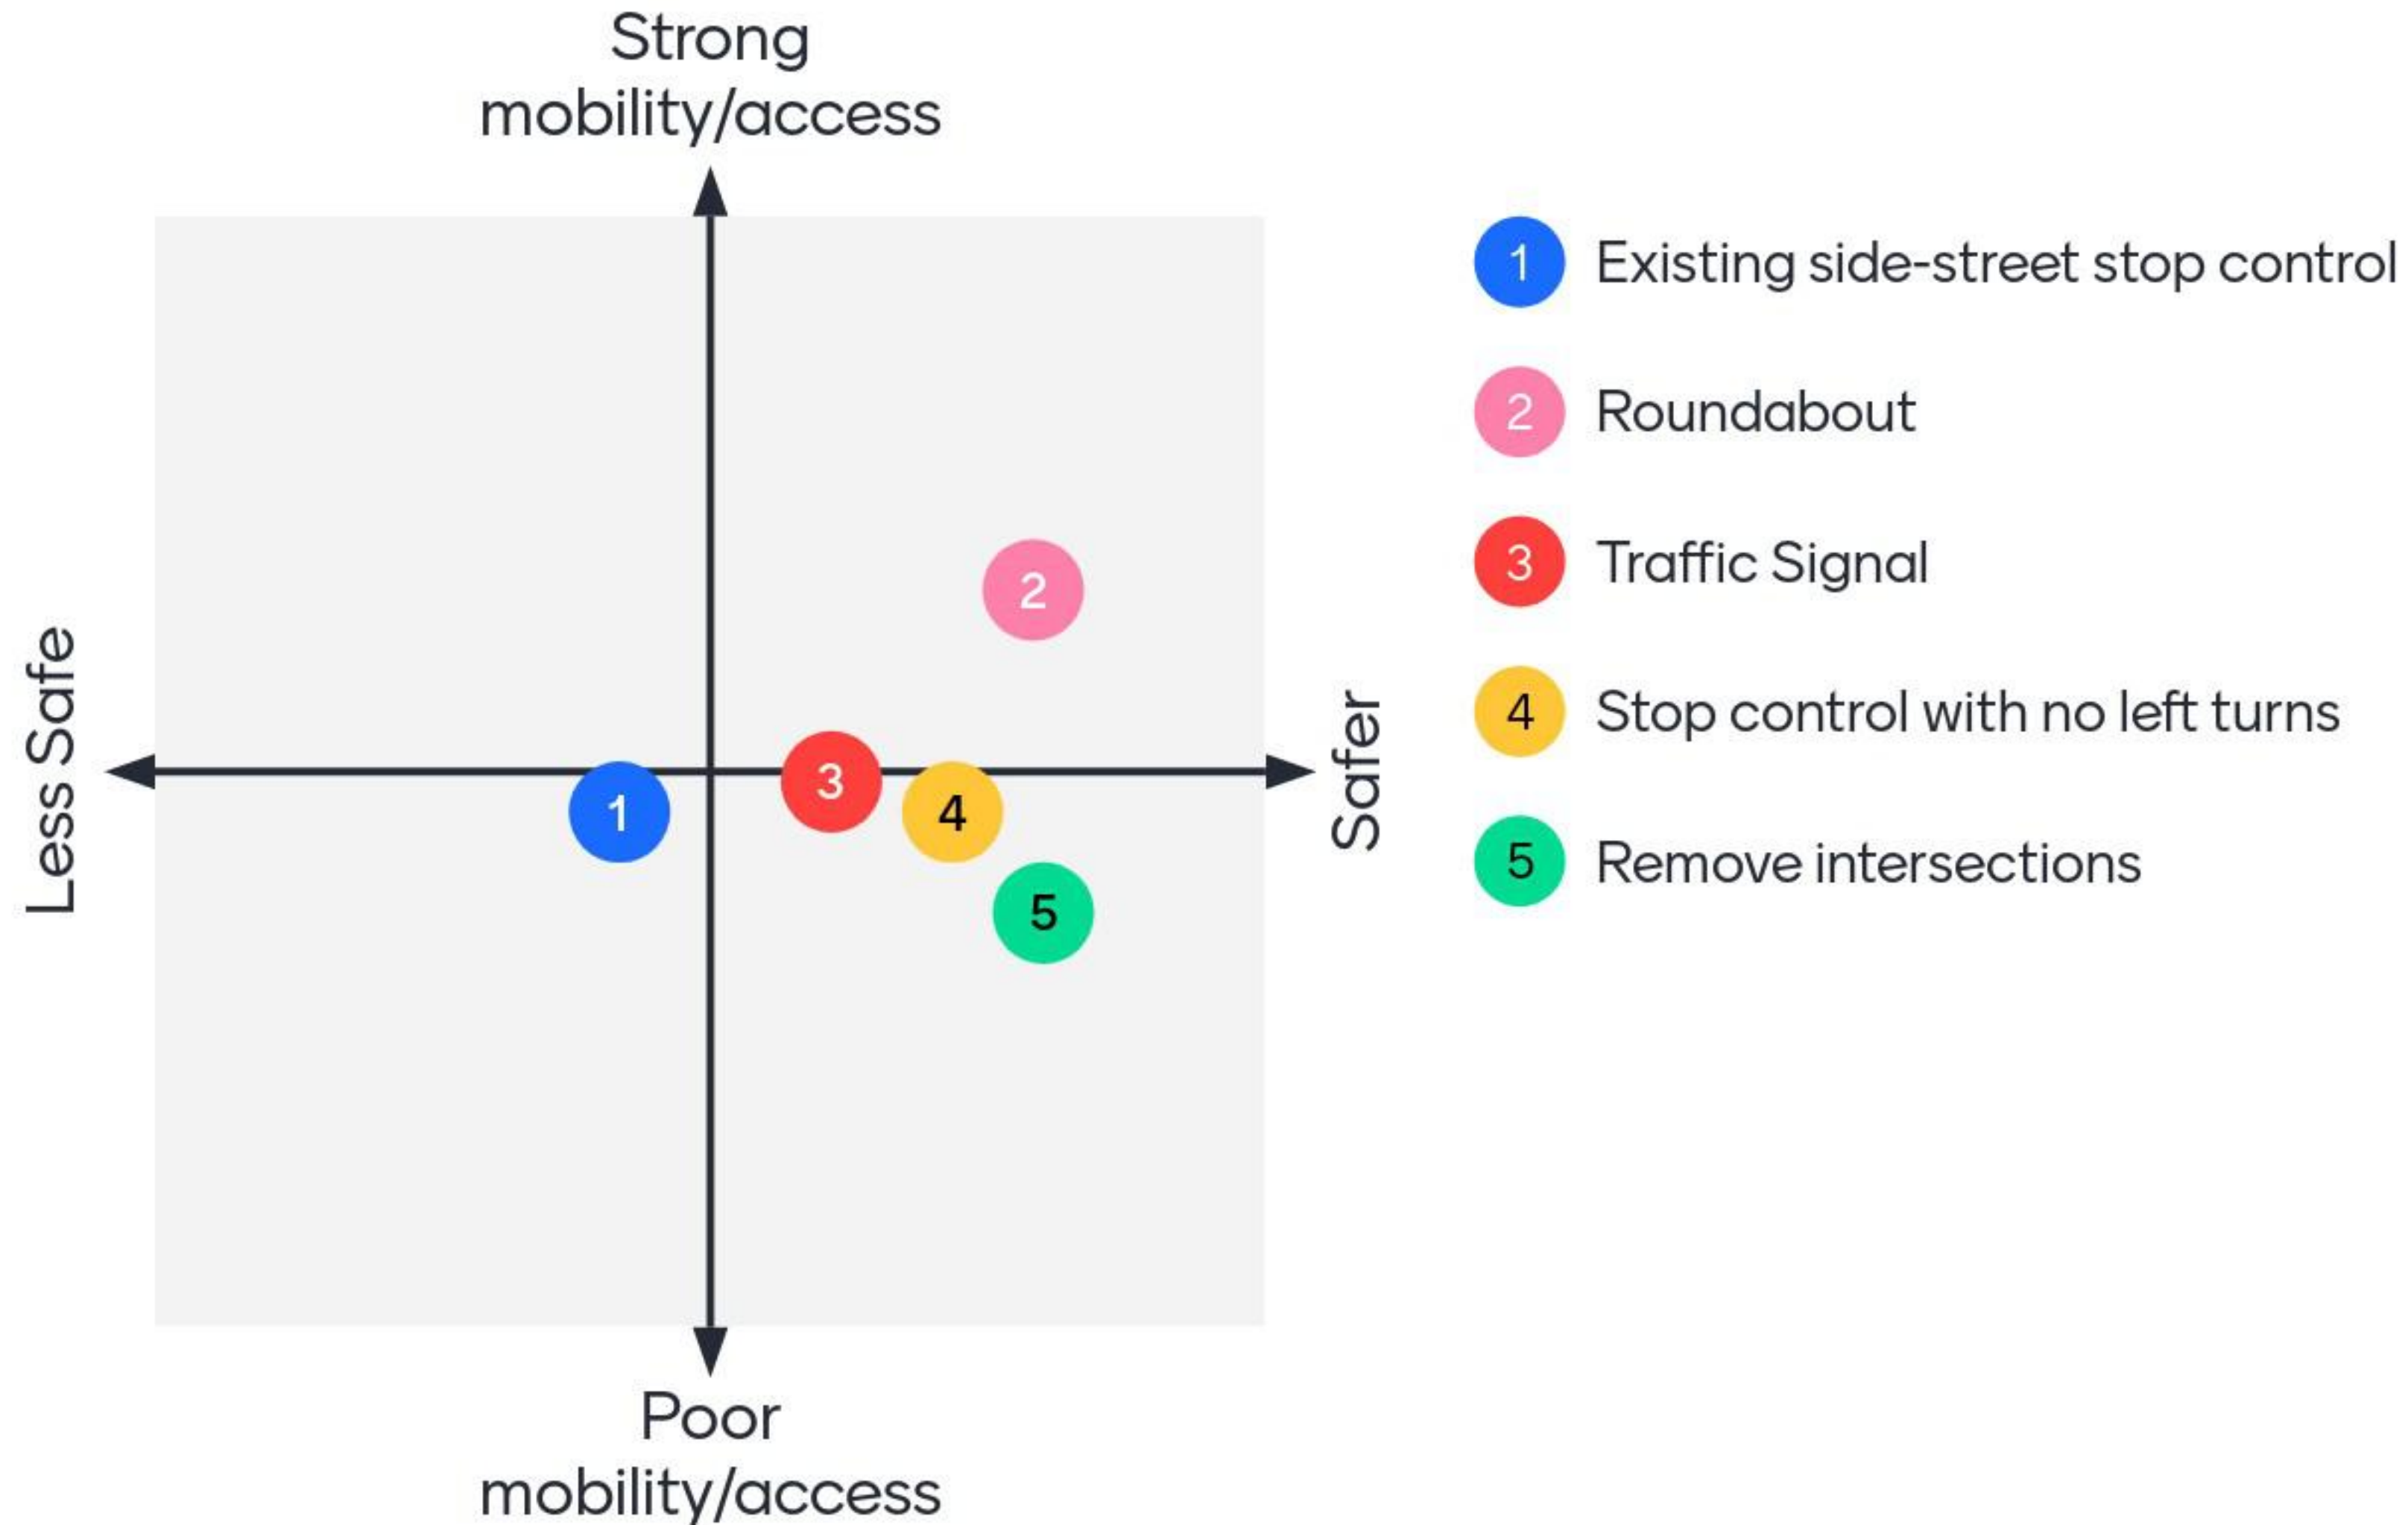 Strong
mobility/access
Less Safe
Safer
2
1
3
4
5
Poor
mobility/access
1 Existing side-street stop control
2 Roundabout
3 Traffic Signal
4 Stop control with no left turns
5 Remove intersections